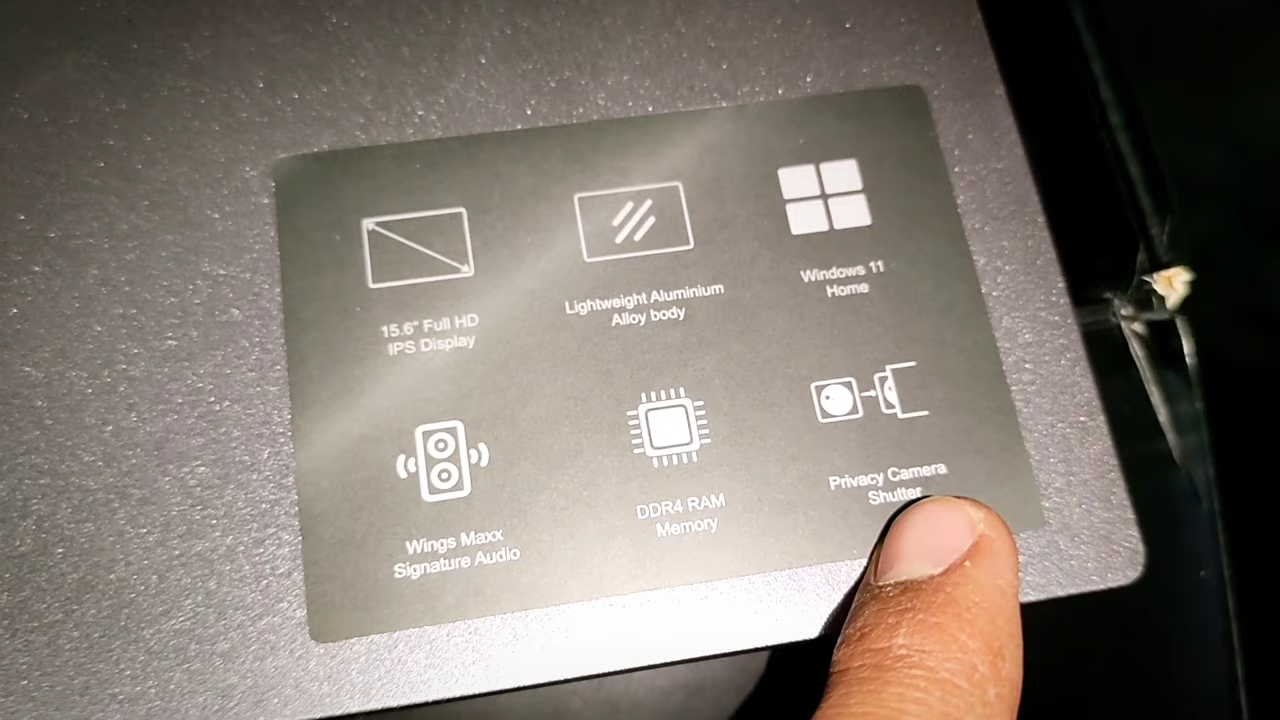 15.6" Full HD
IPS Display
Lightweight Aluminium
Alloy body
Windows 11
Home
Wings Maxx
Signature Audio
DDR4 RAM
Memory
Privacy Camera
Shutter